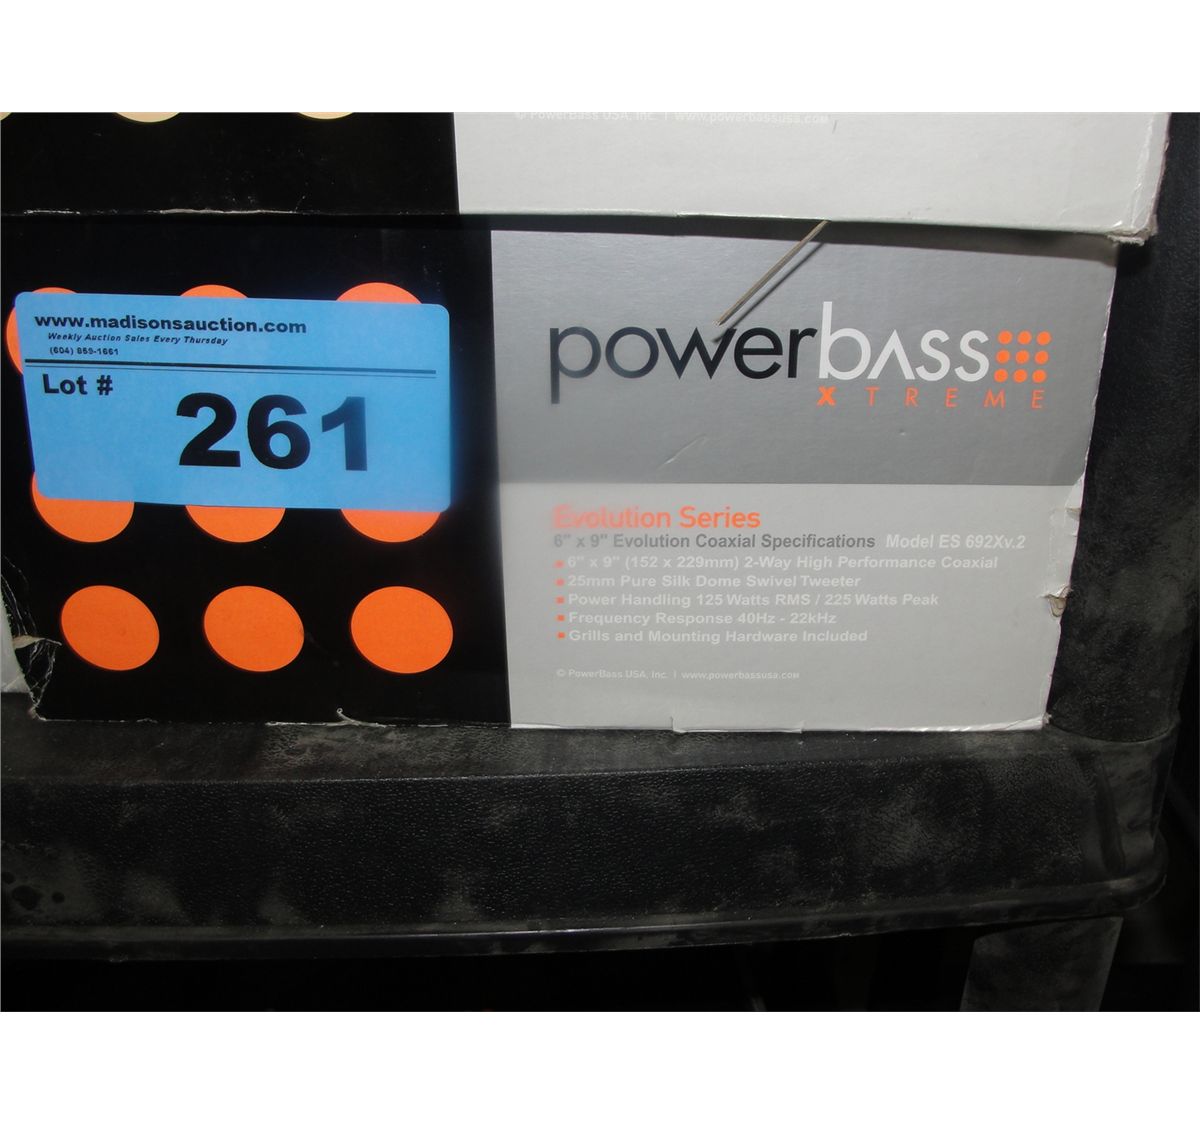 © PowerBass USA, Inc. | www.powerbassusa.com
www.madisonsauction.com
Weekly Auction Sales Every Thursday
(604) 859-1661
Lot #
261
powerbass
XTREME
Evolution Series
6" x 9" Evolution Coaxial Specifications Model ES 692Xv.2
6" x 9" (152 x 229mm) 2-Way High Performance Coaxial
25mm Pure Silk Dome Swivel Tweeter
Power Handling 125 Watts RMS / 225 Watts Peak
Frequency Response 40Hz - 22kHz
Grills and Mounting Hardware Included
© PowerBass USA, Inc. | www.powerbassusa.com